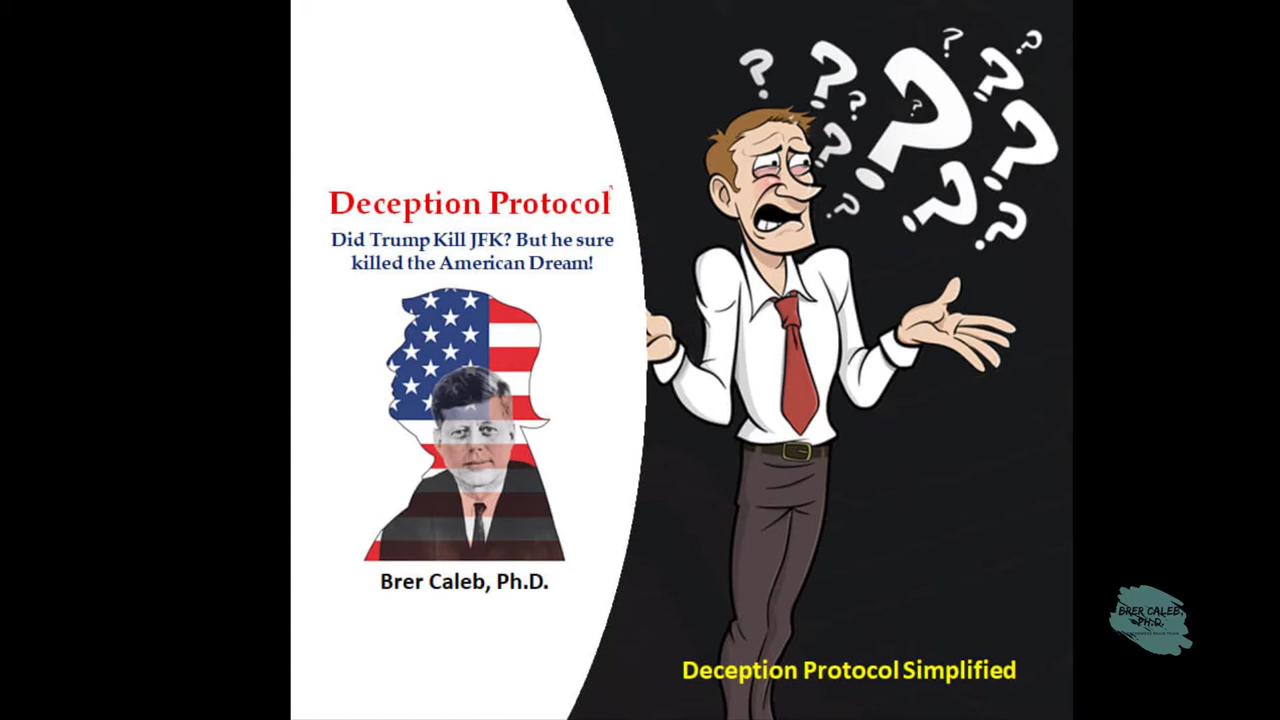 Deception Protocol
Did Trump Kill JFK? But he sure
killed the American Dream!
Brer Caleb, Ph.D.
Deception Protocol Simplified
BRER CALEB,
PH.D.